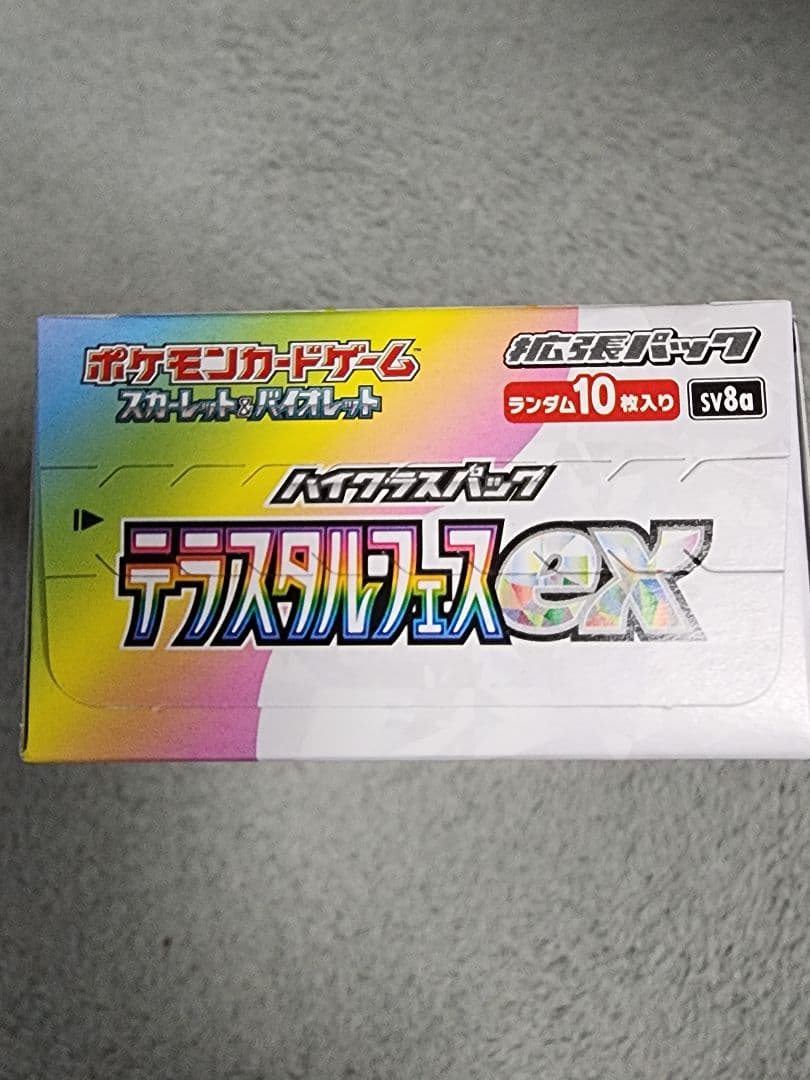 ポケモンカードゲーム™
スカーレット&バイオレット
拡張パック
ランダム10枚入り SV8a
ハイクラスパック
テラスタルフェスex